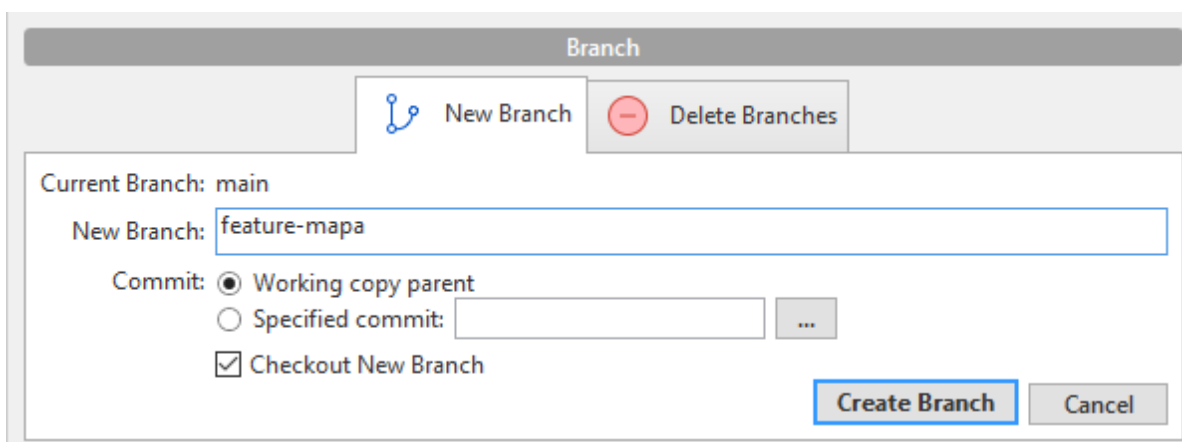 Branch
New Branch Delete Branches
Current Branch: main
New Branch: feature-mapa
Commit: Working copy parent
Specified commit: ...
Checkout New Branch
Create Branch Cancel